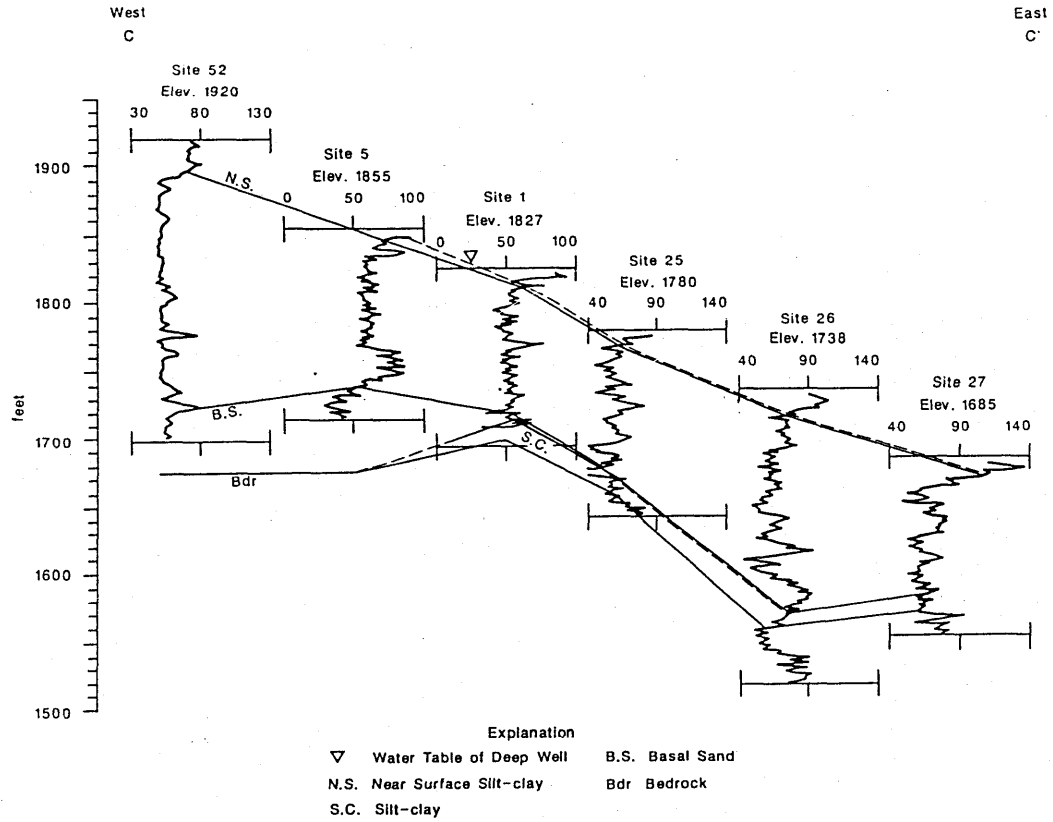 West
C
East
C'
Site 52
Elev. 1920
30 80 130
Site 5
Elev. 1855
0 50 100
Site 1
Elev. 1827
0 50 100
Site 25
Elev. 1780
40 90 140
Site 26
Elev. 1738
40 90 140
Site 27
Elev. 1685
40 90 140
1900
1800
1700
1600
1500
feet
N.S.
B.S.
S.C.
Bdr
Explanation
▽ Water Table of Deep Well
N.S. Near Surface Silt-clay
S.C. Silt-clay
B.S. Basal Sand
Bdr Bedrock